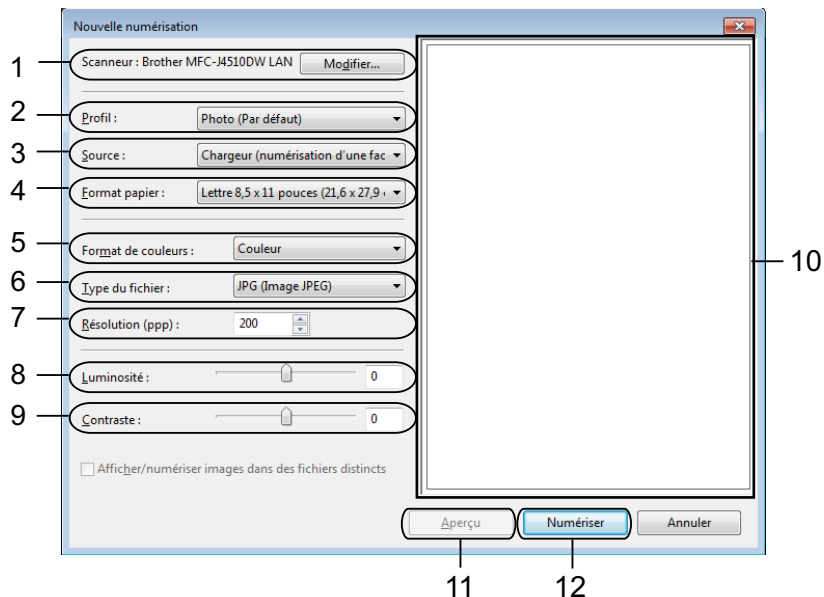 Nouvelle numérisation
1 Scanneur : Brother MFC-J4510DW LAN Modifier...
2 Profil : Photo (Par défaut)
3 Source : Chargeur (numérisation d'une fac
4 Format papier : Lettre 8,5 x 11 pouces (21,6 x 27,9
5 Format de couleurs : Couleur
6 Type du fichier : JPG (Image JPEG)
7 Résolution (ppp) : 200
8 Luminosité : 0
9 Contraste : 0
10
Afficher/numériser images dans des fichiers distincts
Aperçu Numériser Annuler
11 12